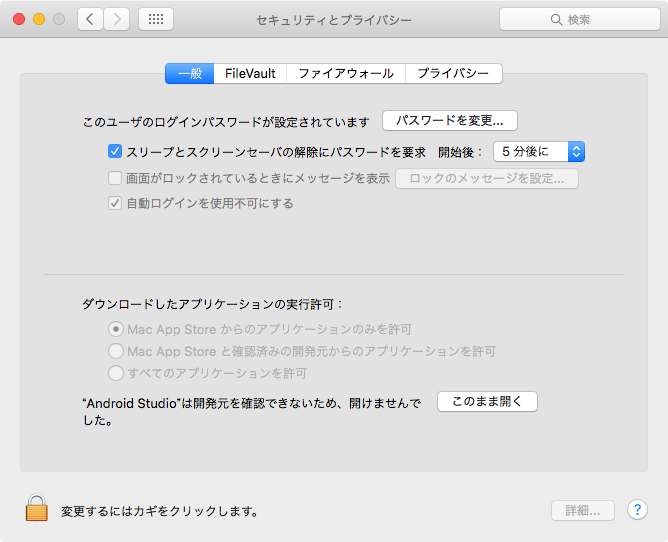 セキュリティとプライバシー
検索
一般 FileVault ファイアウォール プライバシー
このユーザのログインパスワードが設定されています パスワードを変更...
スリープとスクリーンセーバの解除にパスワードを要求 開始後： 5 分後に
画面がロックされているときにメッセージを表示 ロックのメッセージを設定...
自動ログインを使用不可にする
ダウンロードしたアプリケーションの実行許可：
Mac App Store からのアプリケーションのみを許可
Mac App Store と確認済みの開発元からのアプリケーションを許可
すべてのアプリケーションを許可
“Android Studio”は開発元を確認できないため、開けませんで
した。
このまま開く
変更するにはカギをクリックします。 詳細... ?